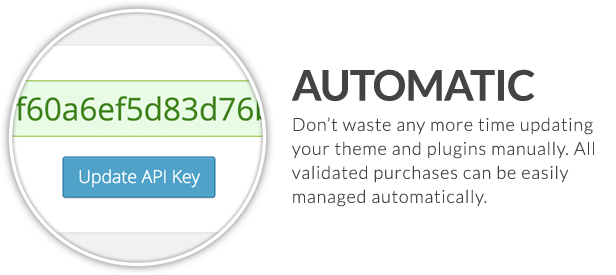 f60a6ef5d83d76
Update API Key
AUTOMATIC
Don't waste any more time updating
your theme and plugins manually. All
validated purchases can be easily
managed automatically.